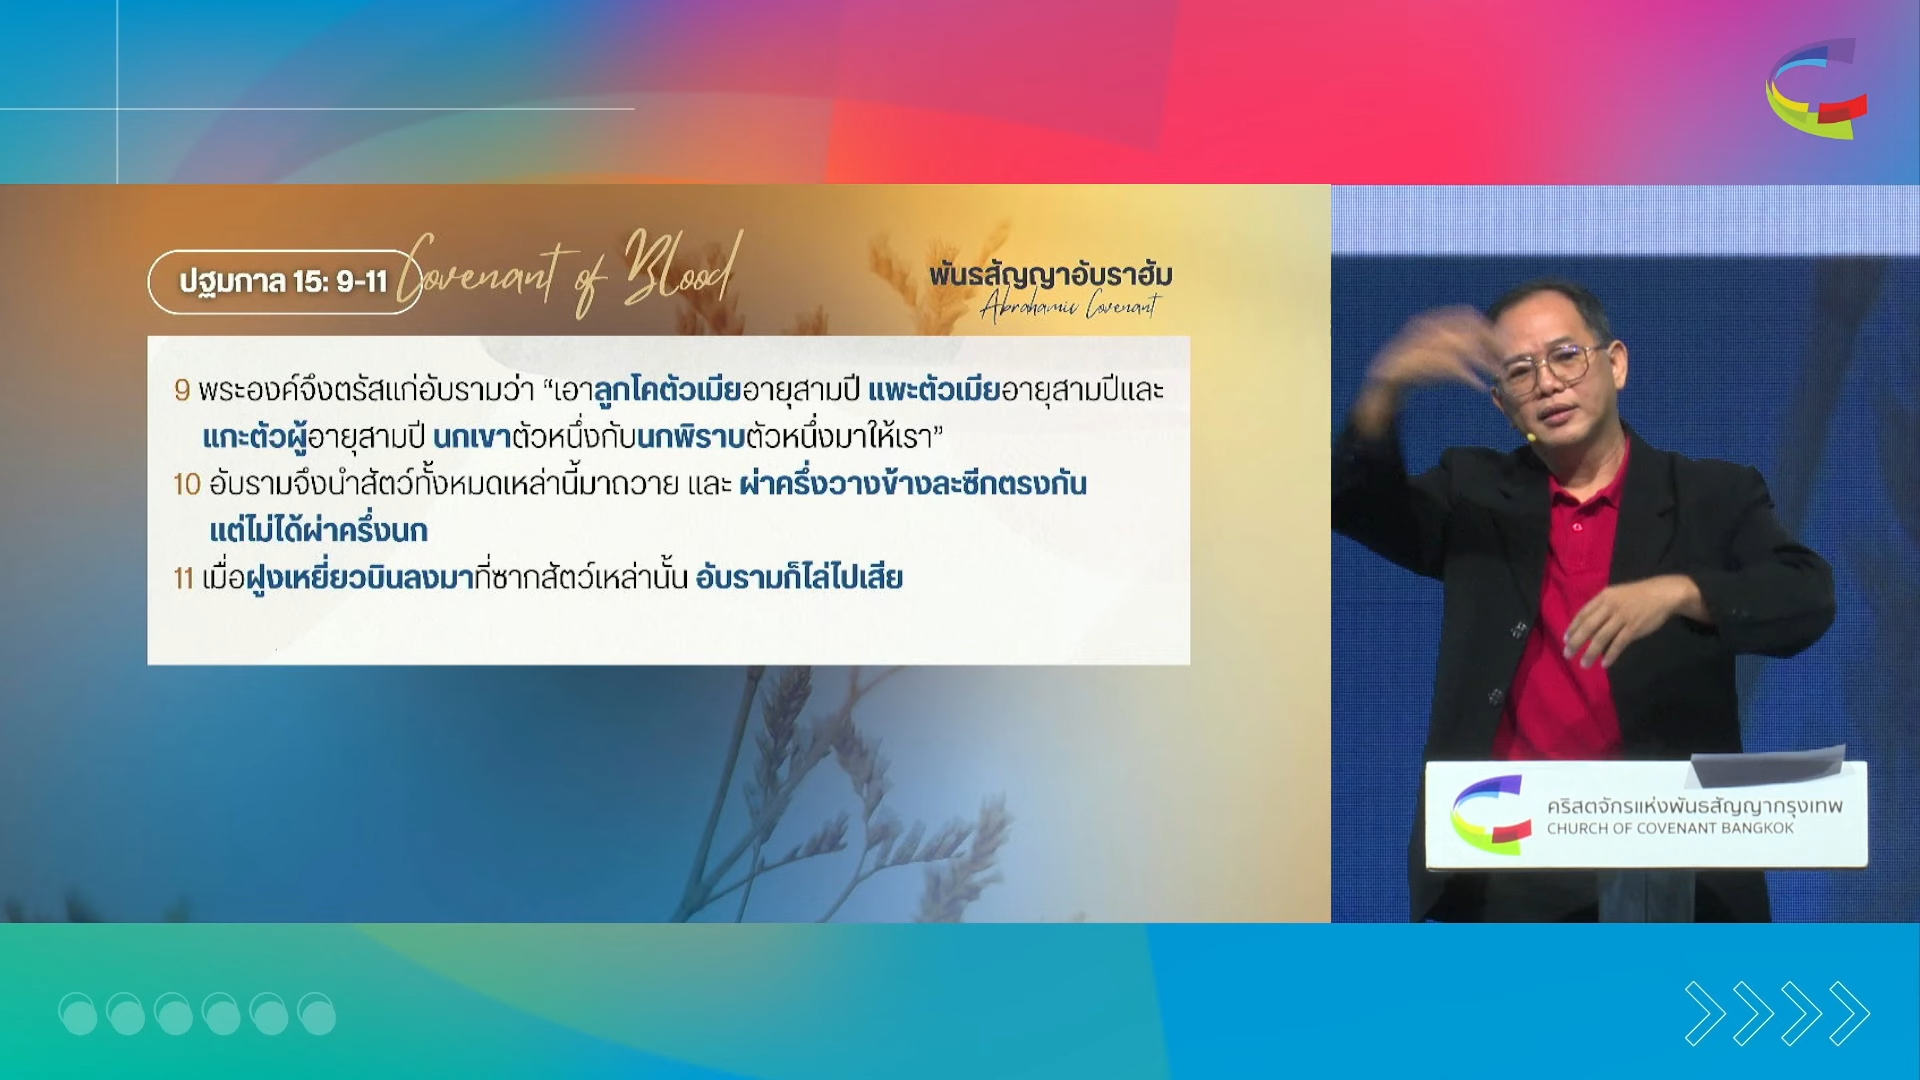 ปฐมกาล 15: 9-11
Covenant of Blood
พันธสัญญาอับราฮัม
Abrahamic Covenant
9 พระองค์จึงตรัสแก่อับรามว่า “เอาลูกโคตัวเมียอายุสามปี แพะตัวเมียอายุสามปีและ
แกะตัวผู้อายุสามปี นกเขาตัวหนึ่งกับนกพิราบตัวหนึ่งมาให้เรา”
10 อับรามจึงนำสัตว์ทั้งหมดเหล่านี้มาถวาย และ ผ่าครึ่งวางข้างละซีกตรงกัน
แต่ไม่ได้ผ่าครึ่งนก
11 เมื่อฝูงเหยี่ยวบินลงมาที่ซากสัตว์เหล่านั้น อับรามก็ไล่ไปเสีย
คริสตจักรแห่งพันธสัญญากรุงเทพ
CHURCH OF COVENANT BANGKOK